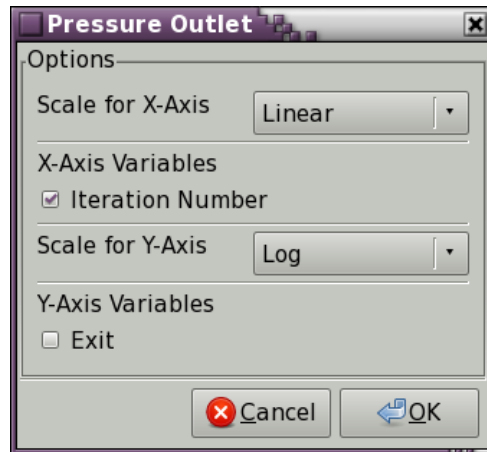 Pressure Outlet
Options
Scale for X-Axis Linear
X-Axis Variables
Iteration Number
Scale for Y-Axis Log
Y-Axis Variables
Exit
Cancel OK